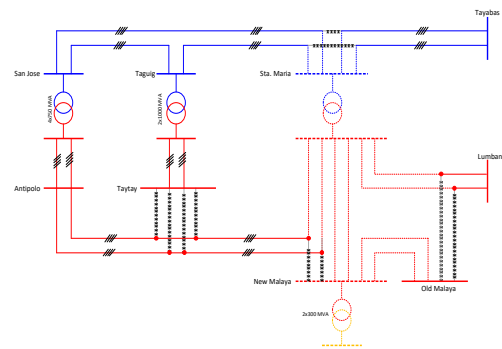 Tayabas
San Jose
Taguig
Sta. Maria
4x750 MVA
2x1000 MVA
Lumban
Antipolo
Taytay
New Malaya
Old Malaya
2x300 MVA